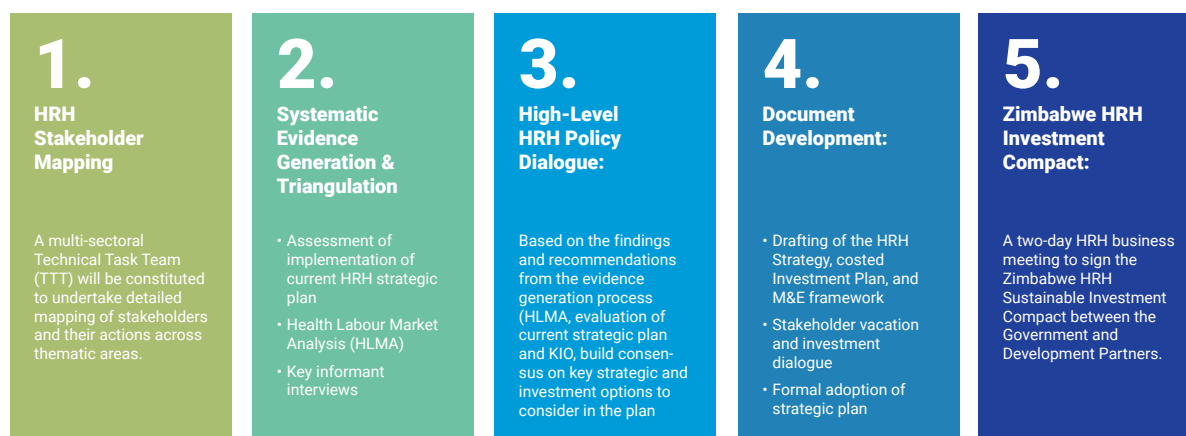 1.
HRH
Stakeholder
Mapping
A multi-sectoral
Technical Task Team
(TTT) will be constituted
to undertake detailed
mapping of stakeholders
and their actions across
thematic areas.
2.
Systematic
Evidence
Generation &
Triangulation
• Assessment of
implementation of
current HRH strategic
plan
• Health Labour Market
Analysis (HLMA)
• Key informant
interviews
3.
High-Level
HRH Policy
Dialogue:
Based on the findings
and recommendations
from the evidence
generation process
(HLMA, evaluation of
current strategic plan
and KIO, build consen-
sus on key strategic and
investment options to
consider in the plan
4.
Document
Development:
• Drafting of the HRH
Strategy, costed
Investment Plan, and
M&E framework
• Stakeholder vacation
and investment
dialogue
• Formal adoption of
strategic plan
5.
Zimbabwe HRH
Investment
Compact:
A two-day HRH business
meeting to sign the
Zimbabwe HRH
Sustainable Investment
Compact between the
Government and
Development Partners.